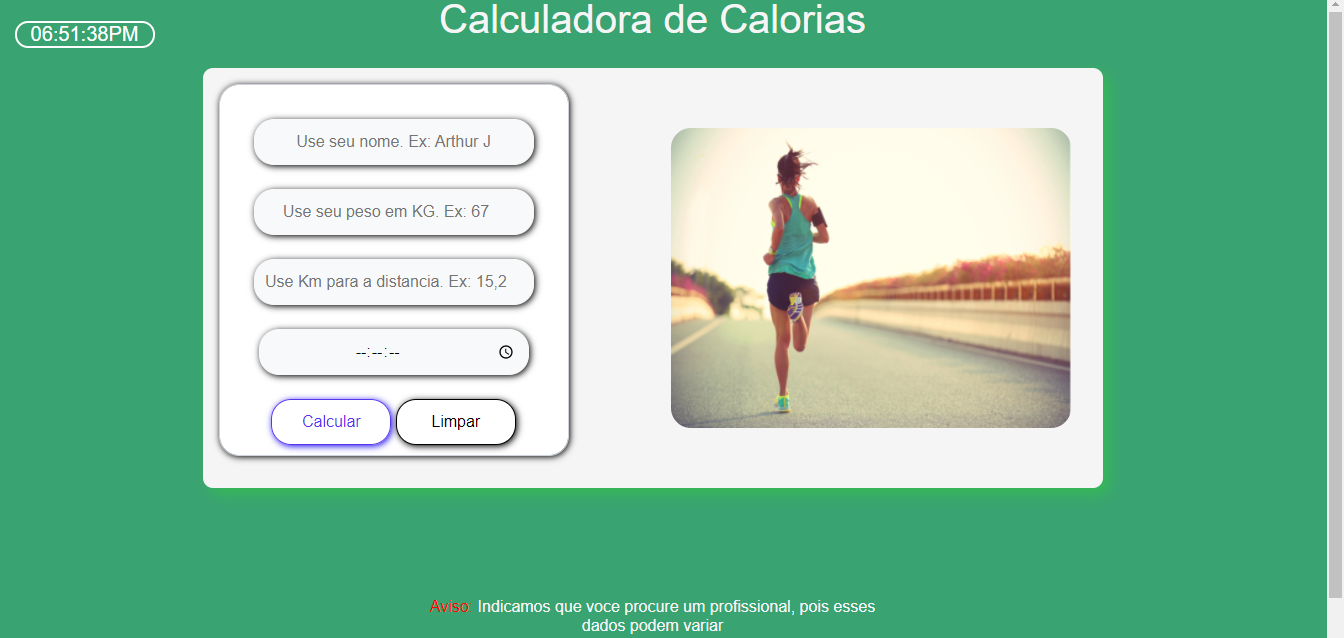 Calculadora de Calorias
06:51:38PM
Use seu nome. Ex: Arthur J
Use seu peso em KG. Ex: 67
Use Km para a distancia. Ex: 15,2
--:--:--
Calcular
Limpar
Aviso: Indicamos que voce procure um profissional, pois esses
dados podem variar